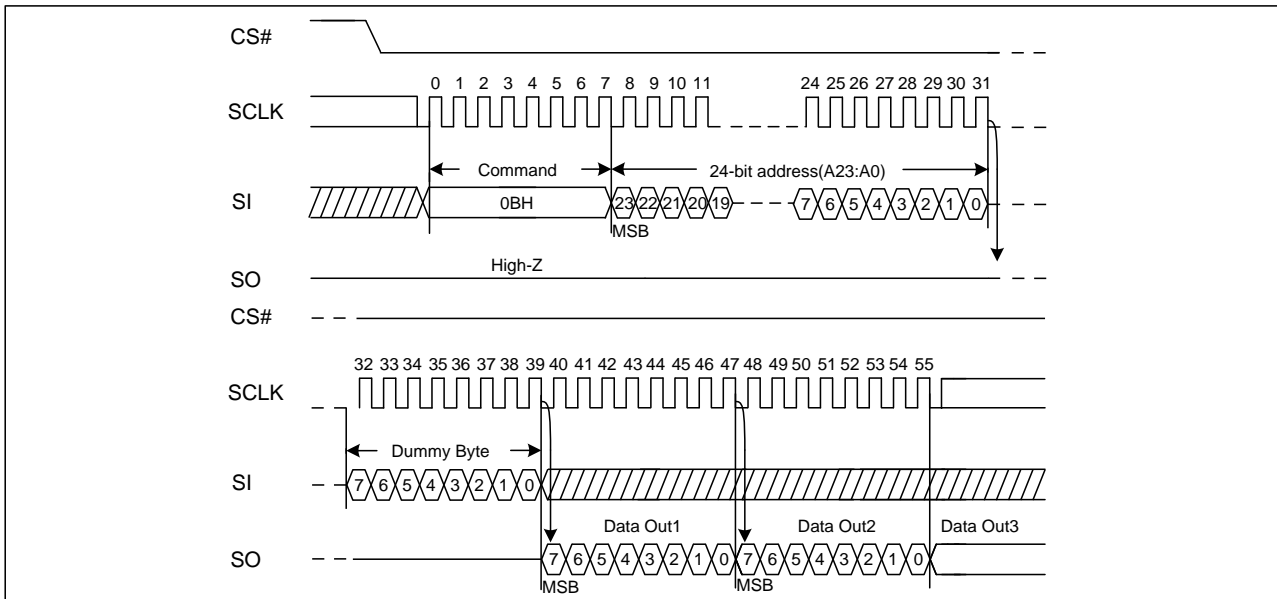 CS#
0 1 2 3 4 5 6 7 8 9 10 11 24 25 26 27 28 29 30 31
SCLK
Command 24-bit address(A23:A0)
SI 0BH 23 22 21 20 19 7 6 5 4 3 2 1 0
MSB
High-Z
SO
CS#
32 33 34 35 36 37 38 39 40 41 42 43 44 45 46 47 48 49 50 51 52 53 54 55
SCLK
Dummy Byte
SI 7 6 5 4 3 2 1 0
Data Out1 Data Out2 Data Out3
SO 7 6 5 4 3 2 1 0 7 6 5 4 3 2 1 0
MSB MSB